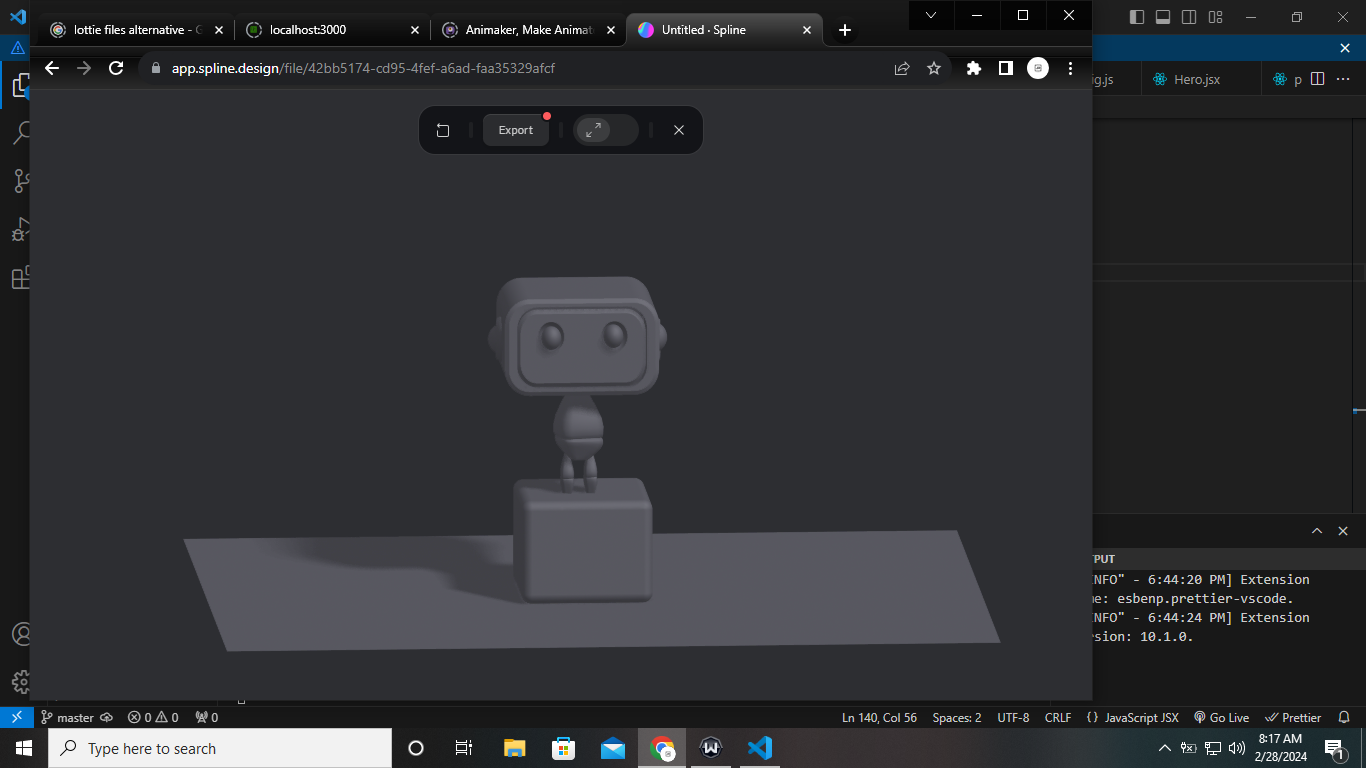 lottie files alternative - G
localhost:3000
Animaker, Make Animat
Untitled · Spline
app.spline.design/file/42bb5174-cd95-4fef-a6ad-faa35329afcf
Export
ig.js
Hero.jsx
p
PUT
NFO" - 6:44:20 PM] Extension
e: esbenp.prettier-vscode.
NFO" - 6:44:24 PM] Extension
sion: 10.1.0.
master
0
0
0
Ln 140, Col 56
Spaces: 2
UTF-8
CRLF
{ } JavaScript JSX
Go Live
Prettier
Type here to search
8:17 AM
2/28/2024
1